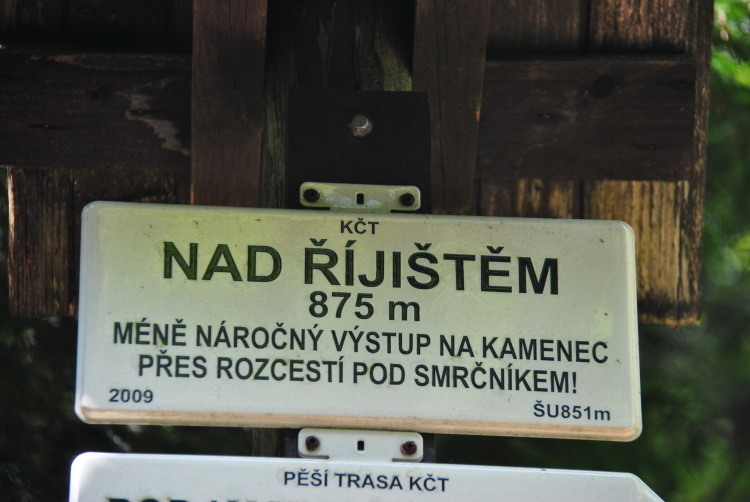 KČT
NAD ŘÍJIŠTĚM
875 m
MÉNĚ NÁROČNÝ VÝSTUP NA KAMENEC
PŘES ROZCESTÍ POD SMRČNÍKEM!
2009 ŠU851m
PĚŠÍ TRASA KČT